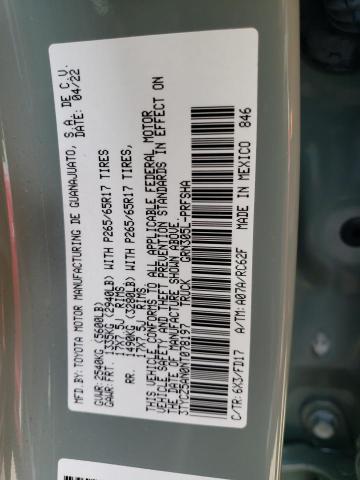 MFD.BY:TOYOTA MOTOR MANUFACTURING DE GUANAJUATO, S.A. DE C.V.
DATE: 04/22
GVWR:2540KG(5600LB)
GAWR:FRT. 1335KG (2940LB) WITH P265/65R17 TIRES
17X7.5J RIMS,
RR. 1490KG (3280LB) WITH P265/65R17 TIRES,
17X7.5J RIMS.
THIS VEHICLE CONFORMS TO ALL APPLICABLE FEDERAL MOTOR
VEHICLE SAFETY AND THEFT PREVENTION STANDARDS IN EFFECT ON
THE DATE OF MANUFACTURE SHOWN ABOVE.
3TYCZ5AN0NT078197 TRUCK GRN305L-PRFSHA
C/TR:6X3/FD17 A/TM:A07A/RC62F MADE IN MEXICO 846